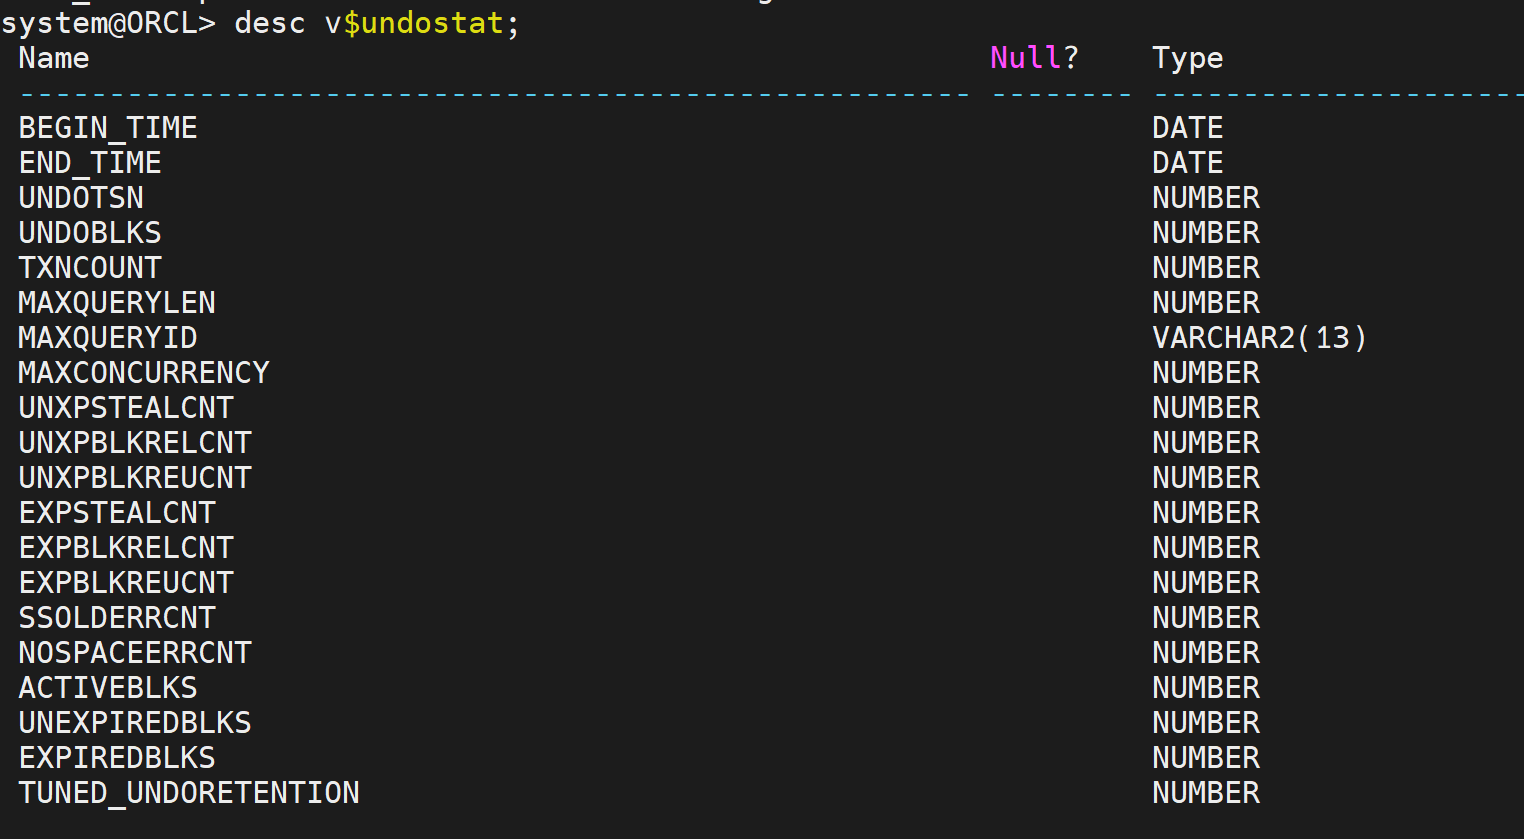 system@ORCL> desc v$undostat;
Name Null? Type
----------------------------------------------------- -------- ---------------------
BEGIN_TIME DATE
END_TIME DATE
UNDOTSN NUMBER
UNDOBLKS NUMBER
TXNCOUNT NUMBER
MAXQUERYLEN NUMBER
MAXQUERYID VARCHAR2(13)
MAXCONCURRENCY NUMBER
UNXPSTEALCNT NUMBER
UNXPBLKRELCNT NUMBER
UNXPBLKREUCNT NUMBER
EXPSTEALCNT NUMBER
EXPBLKRELCNT NUMBER
EXPBLKREUCNT NUMBER
SSOLDERRCNT NUMBER
NOSPACEERRCNT NUMBER
ACTIVEBLKS NUMBER
UNEXPIREDBLKS NUMBER
EXPIREDBLKS NUMBER
TUNED_UNDORETENTION NUMBER